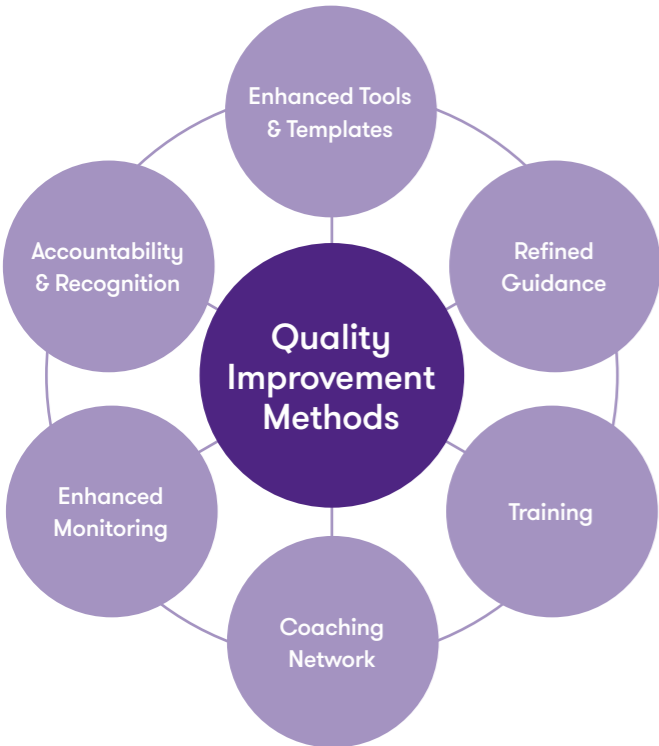 Enhanced Tools
& Templates
Accountability
& Recognition
Refined
Guidance
Quality
Improvement
Methods
Enhanced
Monitoring
Training
Coaching
Network